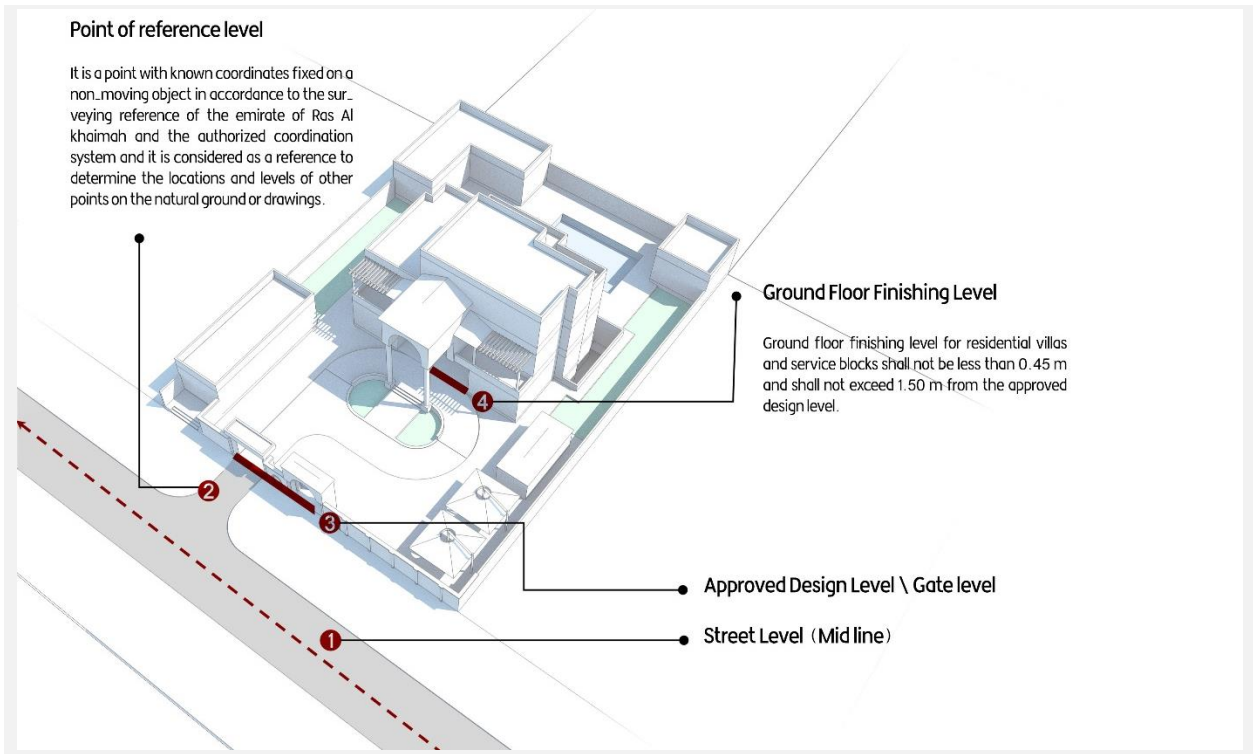 Point of reference level
It is a point with known coordinates fixed on a
non_moving object in accordance to the sur_
veying reference of the emirate of Ras Al
khaimah and the authorized coordination
system and it is considered as a reference to
determine the locations and levels of other
points on the natural ground or drawings.
Ground Floor Finishing Level
Ground floor finishing level for residential villas
and service blocks shall not be less than 0.45 m
and shall not exceed 1.50 m from the approved
design level.
4
2
3
Approved Design Level \ Gate level
1
Street Level (Mid line)